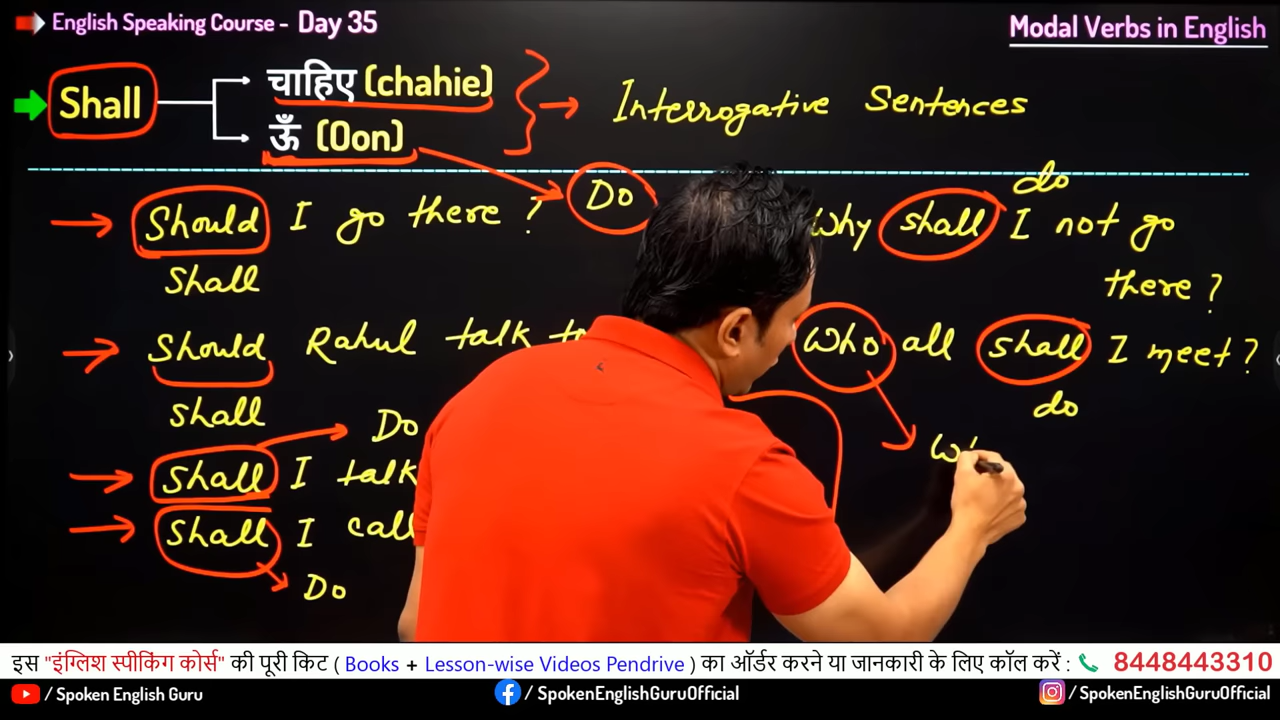 English Speaking Course - Day 35
Modal Verbs in English
Shall
चाहिए (chahie)
ऊँ (Oon)
Interrogative Sentences
Should I go there ?
Do
Shall
Should Rahul talk to
Shall
Do
Shall I talk
Shall I call
Do
do
Why shall I not go
there ?
Who all shall I meet ?
do
इस "इंग्लिश स्पीकिंग कोर्स" की पूरी किट ( Books + Lesson-wise Videos Pendrive ) का ऑर्डर करने या जानकारी के लिए कॉल करें : 8448443310
/ Spoken English Guru
/ SpokenEnglishGuruOfficial
/ SpokenEnglishGuruOfficial